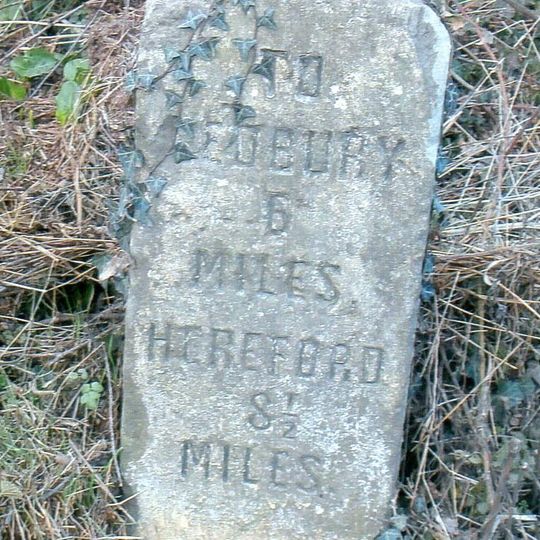 TO
LEDBURY
6
MILES.
HEREFORD
8½
MILES.